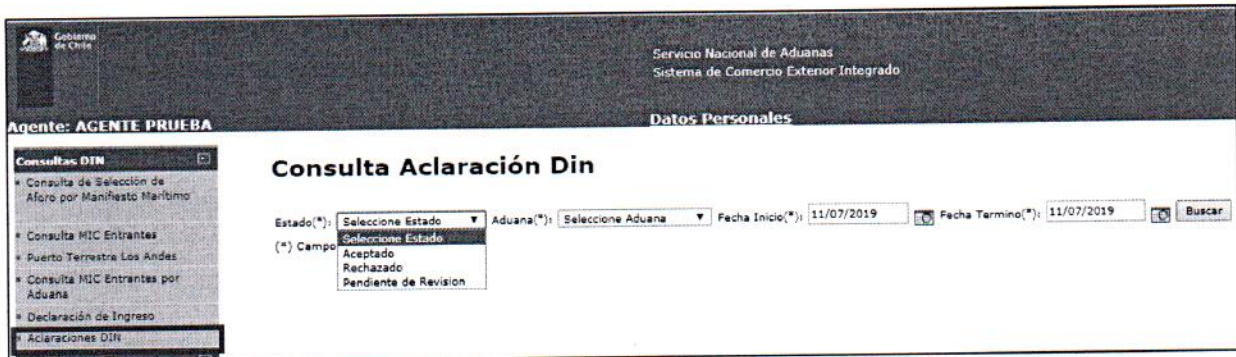 Gobierno
de Chile
Servicio Nacional de Aduanas
Sistema de Comercio Exterior Integrado
Agente: AGENTE PRUEBA
Datos Personales
Consultas DIN
Consulta de Selección de
Aforo por Manifiesto Marítimo
Consulta MIC Entrantes
Puerto Terrestre Los Andes
Consulta MIC Entrantes por
Aduana
Declaración de Ingreso
Aclaraciones DIN
Consulta Aclaración Din
Estado(*): Seleccione Estado Aduana(*): Seleccione Aduana Fecha Inicio(*): 11/07/2019 Fecha Termino(*): 11/07/2019 Buscar
(*) Campo
Seleccione Estado
Aceptado
Rechazado
Pendiente de Revision